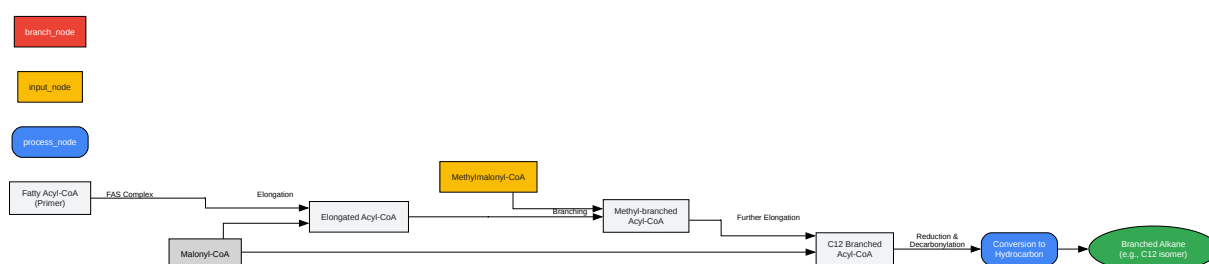 branch_node
input_node
process_node
Fatty Acyl-CoA
(Primer)
FAS Complex
Elongation
Malonyl-CoA
Elongated Acyl-CoA
Methylmalonyl-CoA
Branching
Methyl-branched
Acyl-CoA
Further Elongation
C12 Branched
Acyl-CoA
Reduction &
Decarbonylation
Conversion to
Hydrocarbon
Branched Alkane
(e.g., C12 isomer)